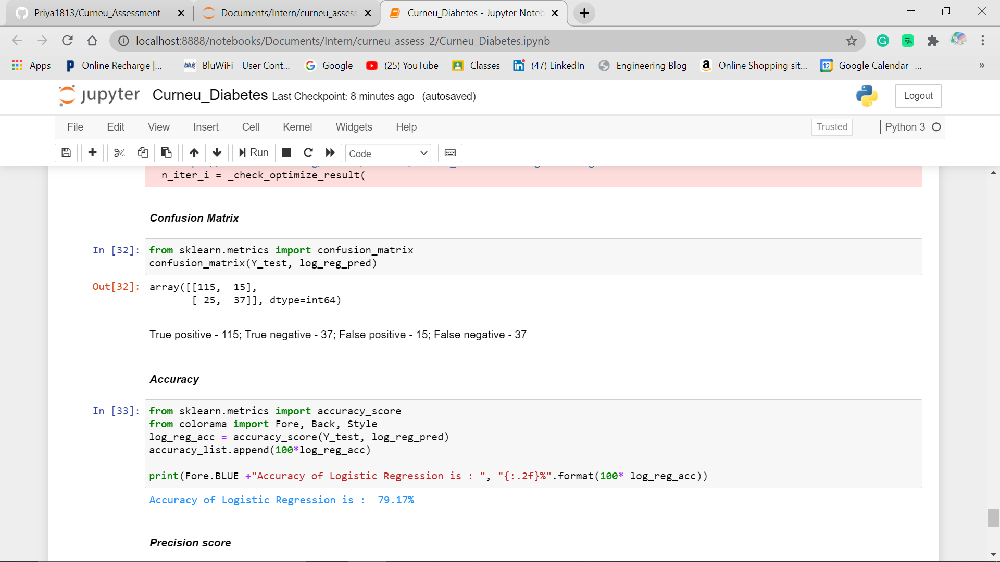 Priya1813/Curneu_Assessment
Documents/Intern/curneu_assess
Curneu_Diabetes - Jupyter Noteb
localhost:8888/notebooks/Documents/Intern/curneu_assess_2/Curneu_Diabetes.ipynb
Apps
Online Recharge |...
BluWiFi - User Cont...
Google
(25) YouTube
Classes
(47) LinkedIn
Engineering Blog
Online Shopping sit...
Google Calendar -...
»
jupyter Curneu_Diabetes Last Checkpoint: 8 minutes ago (autosaved)
Logout
File Edit View Insert Cell Kernel Widgets Help
Trusted
Python 3
Run
Code
n_iter_i = _check_optimize_result(
Confusion Matrix
In [32]: from sklearn.metrics import confusion_matrix
confusion_matrix(Y_test, log_reg_pred)
Out[32]: array([[115,  15],
       [ 25,  37]], dtype=int64)
True positive - 115; True negative - 37; False positive - 15; False negative - 37
Accuracy
In [33]: from sklearn.metrics import accuracy_score
from colorama import Fore, Back, Style
log_reg_acc = accuracy_score(Y_test, log_reg_pred)
accuracy_list.append(100*log_reg_acc)
print(Fore.BLUE +"Accuracy of Logistic Regression is : ", "{:.2f}%".format(100* log_reg_acc))
Accuracy of Logistic Regression is :  79.17%
Precision score